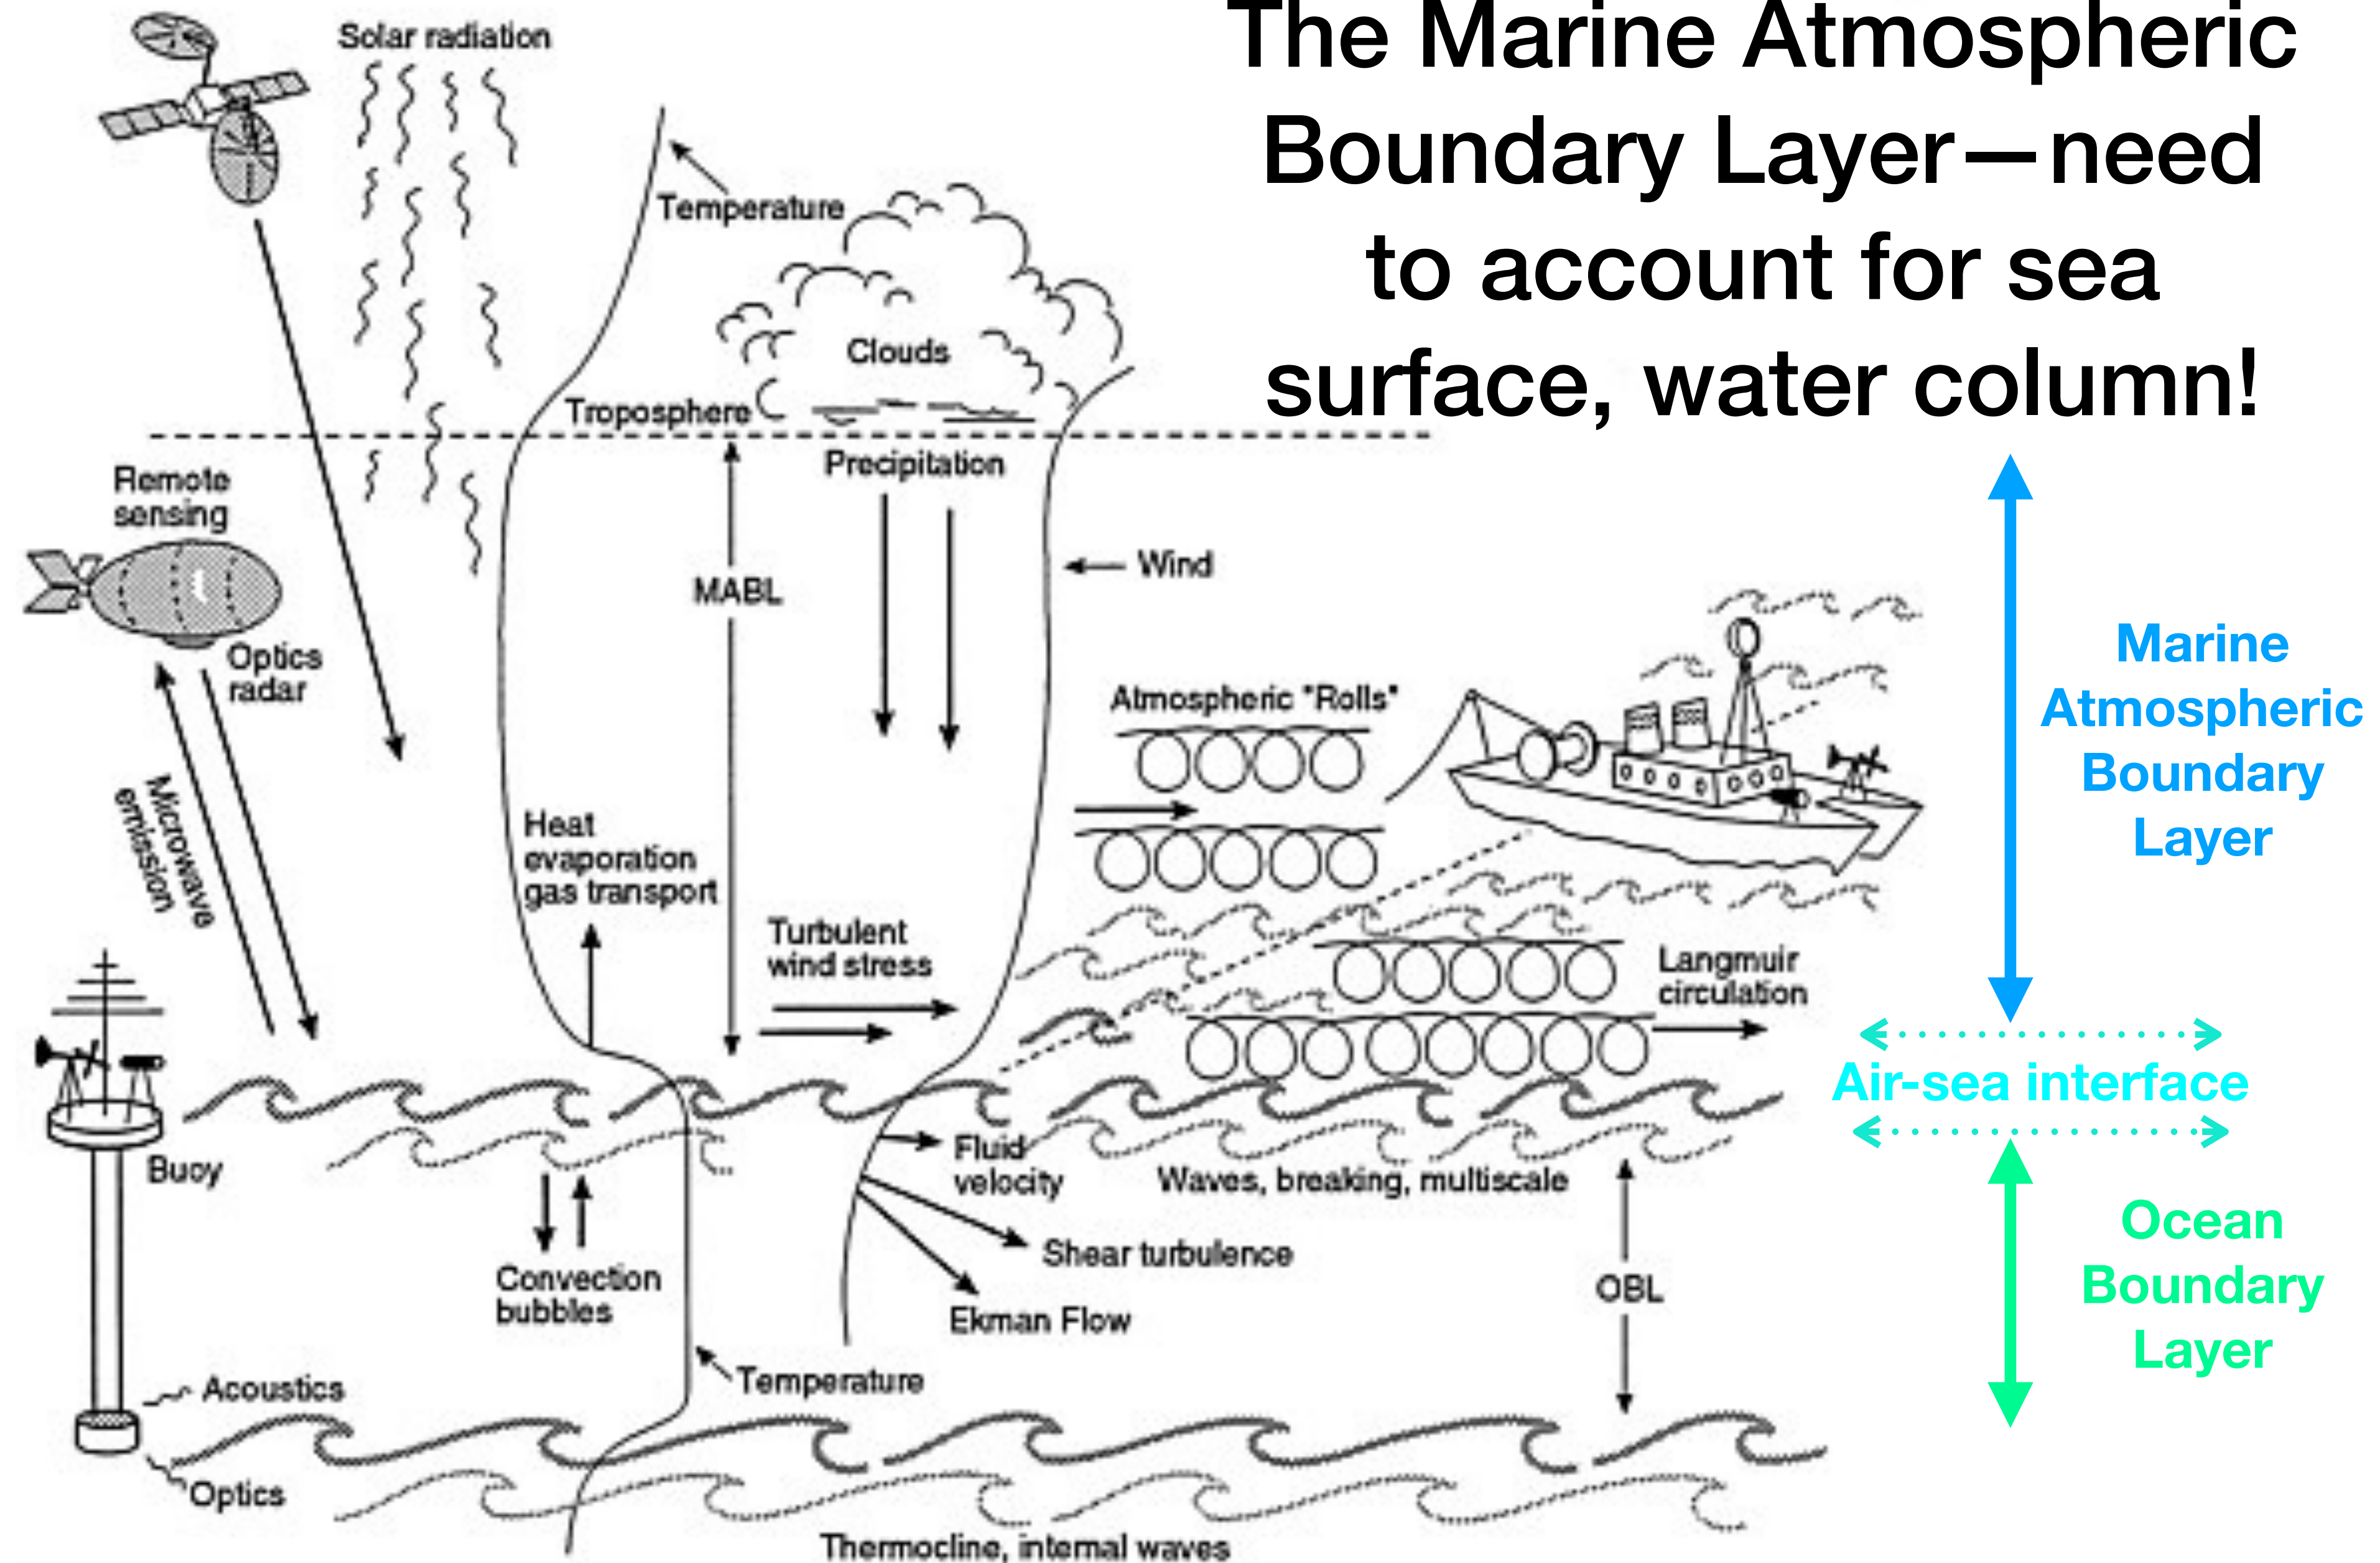 The Marine Atmospheric
Boundary Layer—need
to account for sea
surface, water column!
Solar radiation
Temperature
Clouds
Troposphere
Precipitation
Remote
sensing
MABL
Wind
Optics
radar
Microwave
emission
Atmospheric "Rolls"
Heat
evaporation
gas transport
Turbulent
wind stress
Langmuir
circulation
Marine
Atmospheric
Boundary
Layer
Air-sea interface
Buoy
Fluid
velocity
Waves, breaking, multiscale
Shear turbulence
Convection
bubbles
Ekman Flow
OBL
Ocean
Boundary
Layer
Temperature
Acoustics
Optics
Thermocline, internal waves